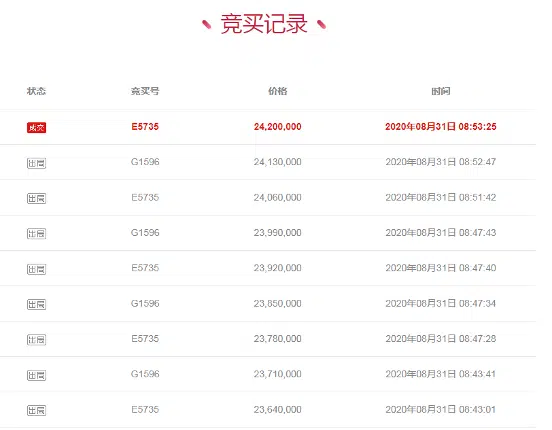 竞买记录
状态 竞买号 价格 时间
成交 E5735 24,200,000 2020年08月31日 08:53:25
出局 G1596 24,130,000 2020年08月31日 08:52:47
出局 E5735 24,060,000 2020年08月31日 08:51:42
出局 G1596 23,990,000 2020年08月31日 08:47:43
出局 E5735 23,920,000 2020年08月31日 08:47:40
出局 G1596 23,850,000 2020年08月31日 08:47:34
出局 E5735 23,780,000 2020年08月31日 08:47:28
出局 G1596 23,710,000 2020年08月31日 08:43:41
出局 E5735 23,640,000 2020年08月31日 08:43:01